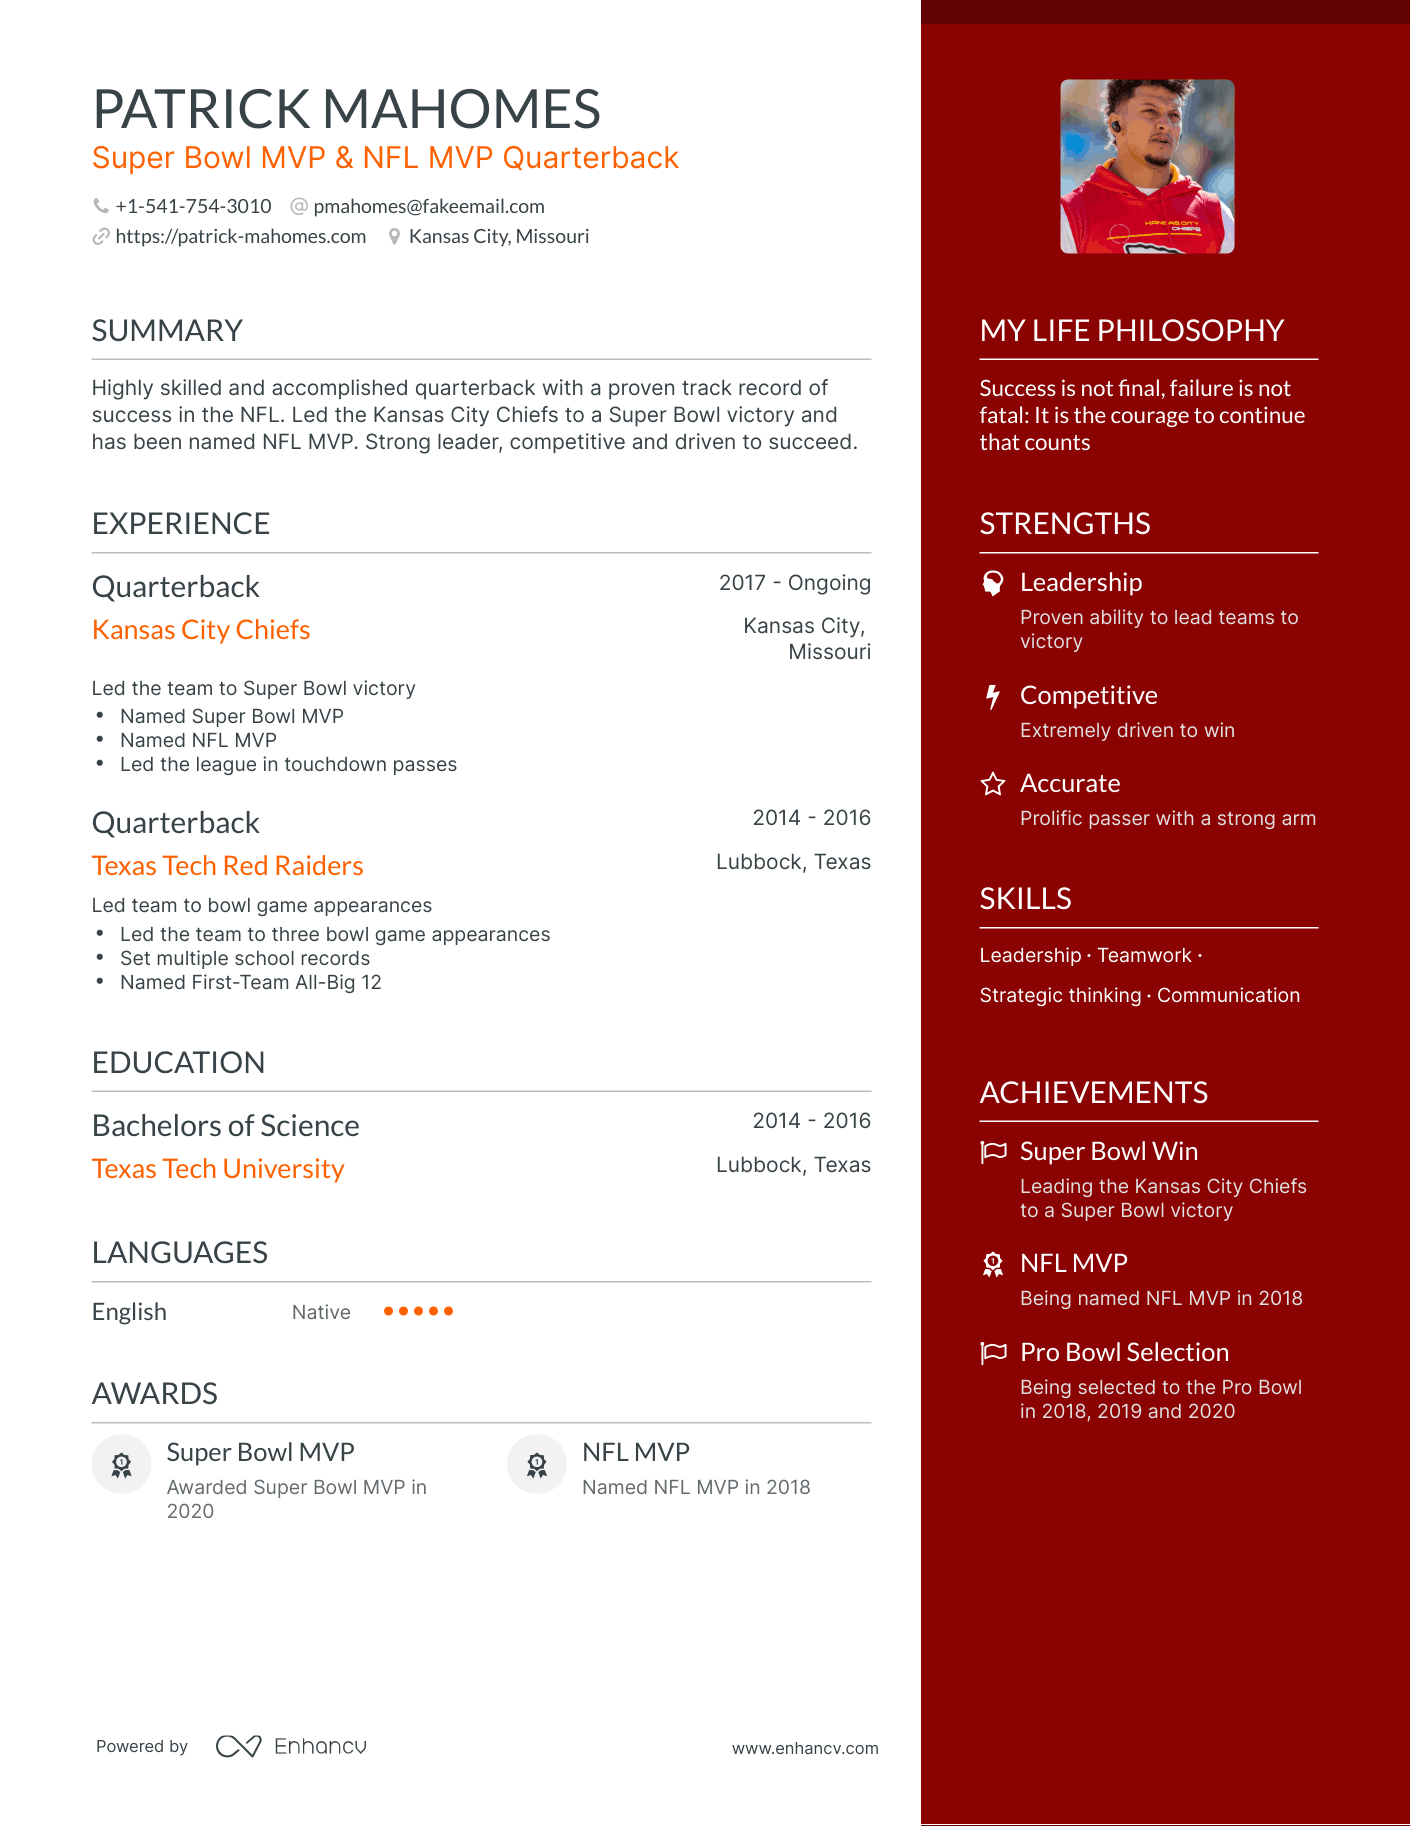 PATRICK MAHOMES
Super Bowl MVP & NFL MVP Quarterback
+1-541-754-3010 @ pmahomes@fakeemail.com
https://patrick-mahomes.com Kansas City, Missouri
SUMMARY
Highly skilled and accomplished quarterback with a proven track record of
success in the NFL. Led the Kansas City Chiefs to a Super Bowl victory and
has been named NFL MVP. Strong leader, competitive and driven to succeed.
EXPERIENCE
Quarterback 2017 - Ongoing
Kansas City Chiefs Kansas City,
Missouri
Led the team to Super Bowl victory
• Named Super Bowl MVP
• Named NFL MVP
• Led the league in touchdown passes
Quarterback 2014 - 2016
Texas Tech Red Raiders Lubbock, Texas
Led team to bowl game appearances
• Led the team to three bowl game appearances
• Set multiple school records
• Named First-Team All-Big 12
EDUCATION
Bachelors of Science 2014 - 2016
Texas Tech University Lubbock, Texas
LANGUAGES
English Native
AWARDS
Super Bowl MVP
Awarded Super Bowl MVP in
2020
NFL MVP
Named NFL MVP in 2018
Powered by Enhancv www.enhancv.com
KANSAS CITY
CHIEFS
MY LIFE PHILOSOPHY
Success is not final, failure is not
fatal: It is the courage to continue
that counts
STRENGTHS
Leadership
Proven ability to lead teams to
victory
Competitive
Extremely driven to win
Accurate
Prolific passer with a strong arm
SKILLS
Leadership · Teamwork ·
Strategic thinking · Communication
ACHIEVEMENTS
Super Bowl Win
Leading the Kansas City Chiefs
to a Super Bowl victory
NFL MVP
Being named NFL MVP in 2018
Pro Bowl Selection
Being selected to the Pro Bowl
in 2018, 2019 and 2020